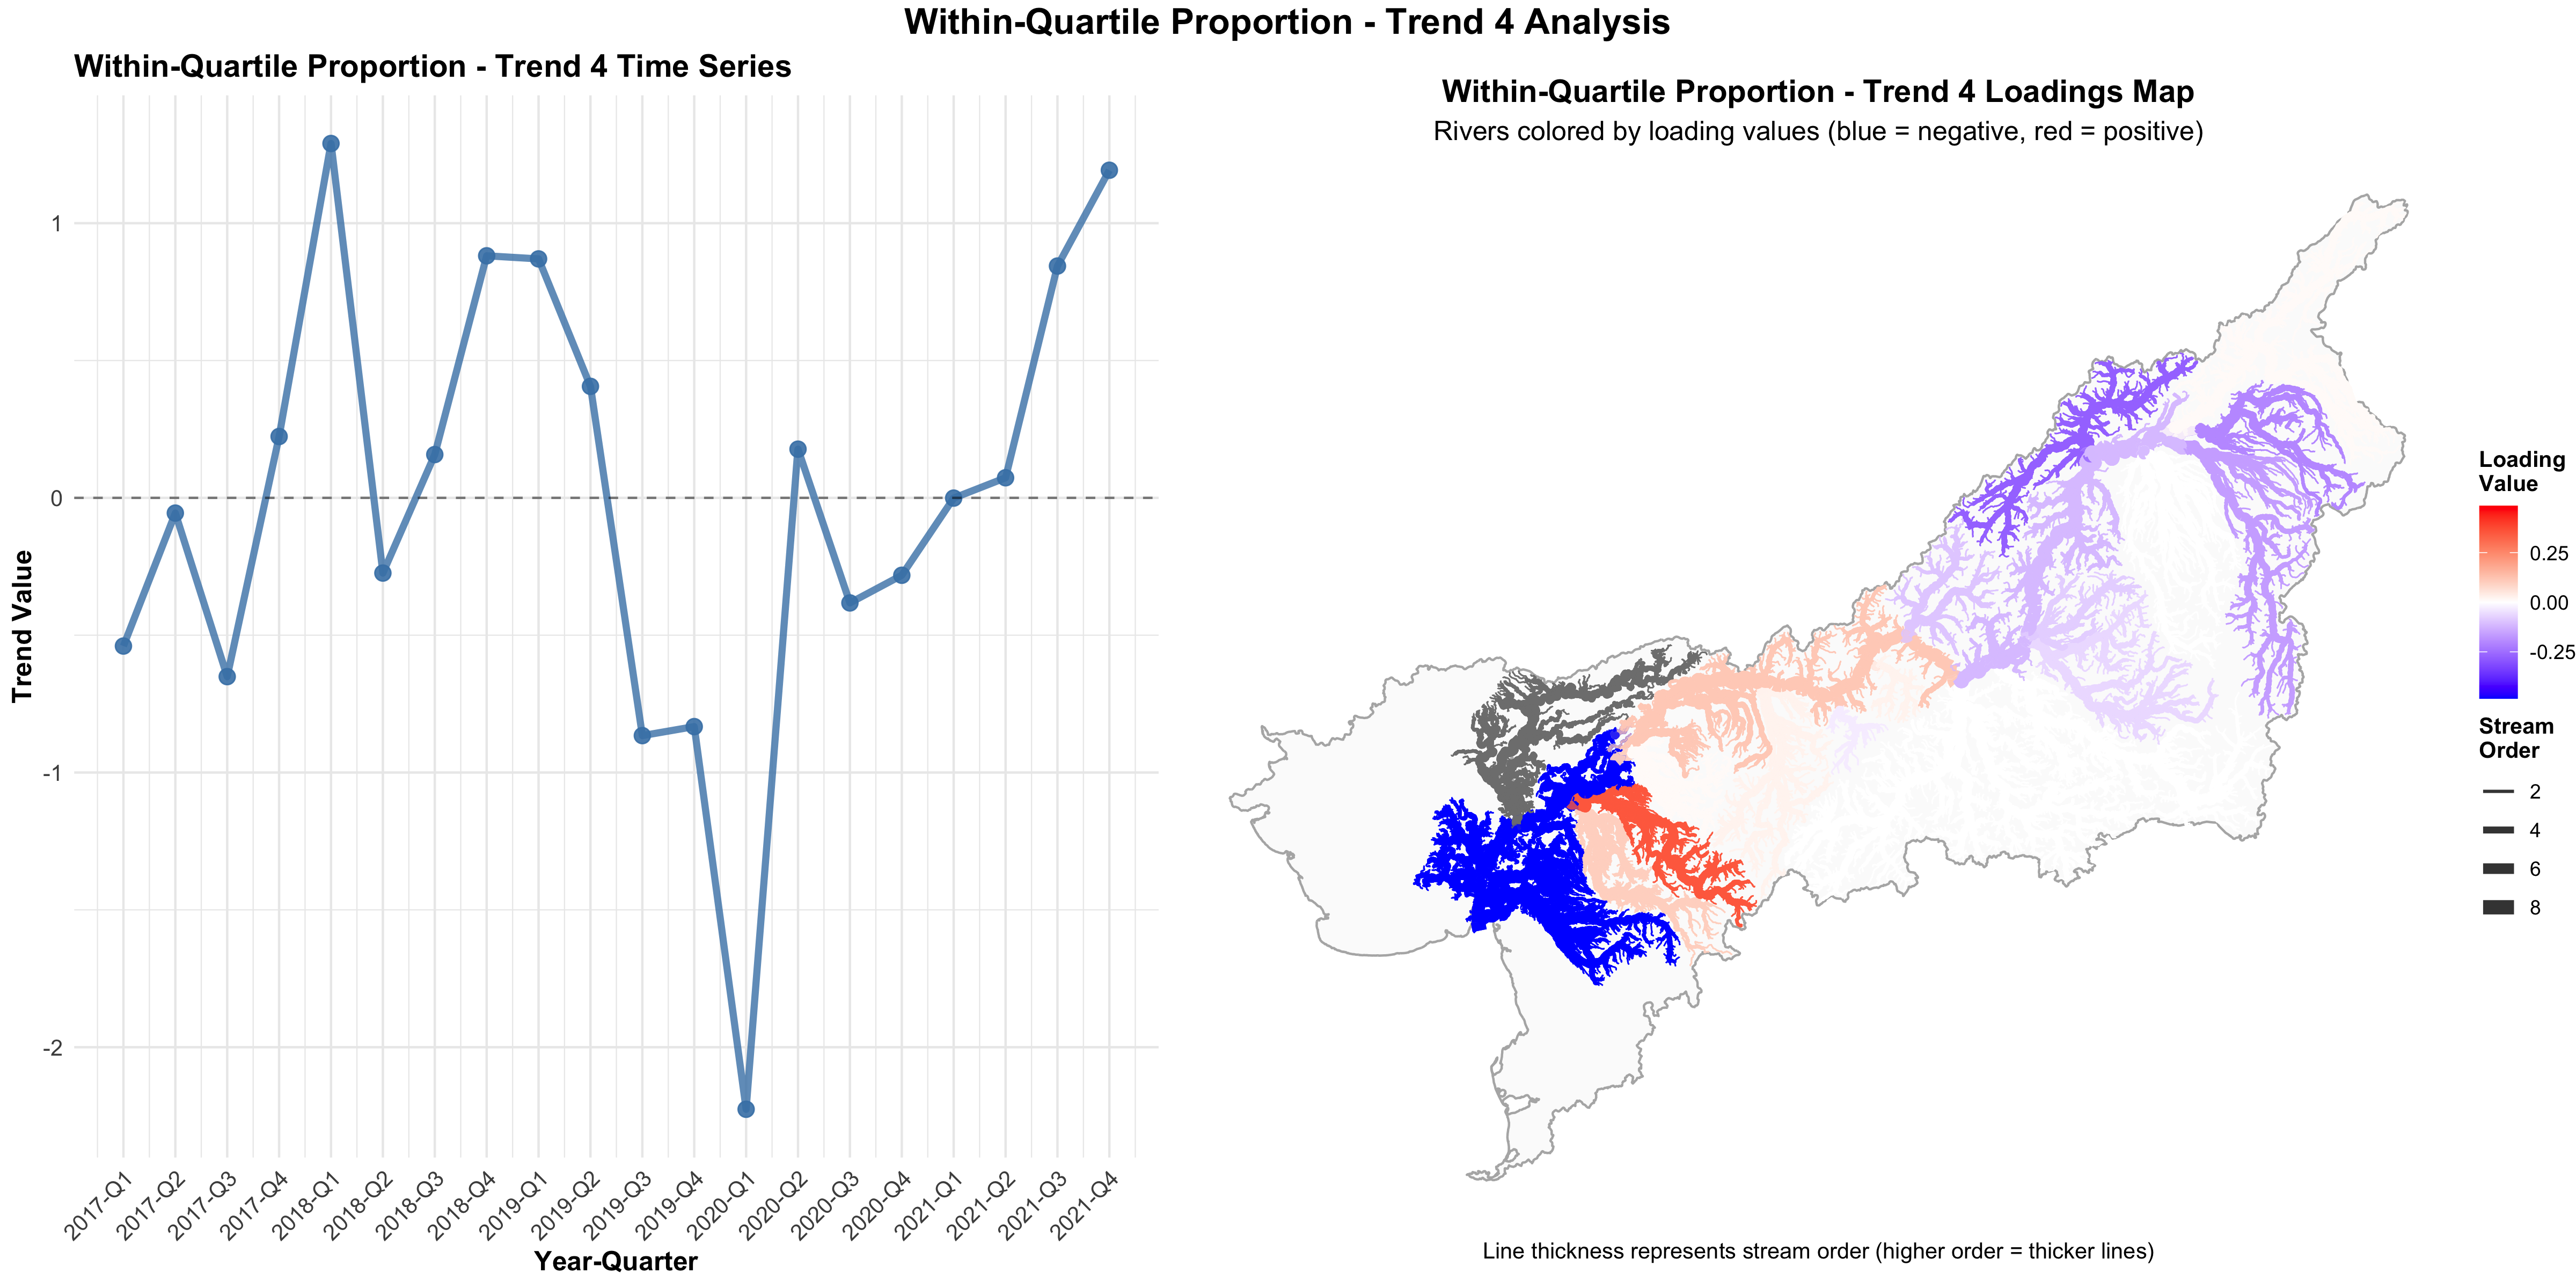 Within-Quartile Proportion - Trend 4 Analysis
Within-Quartile Proportion - Trend 4 Time Series
Trend Value
1
0
-1
-2
2017-Q1
2017-Q2
2017-Q3
2017-Q4
2018-Q1
2018-Q2
2018-Q3
2018-Q4
2019-Q1
2019-Q2
2019-Q3
2019-Q4
2020-Q1
2020-Q2
2020-Q3
2020-Q4
2021-Q1
2021-Q2
2021-Q3
2021-Q4
Year-Quarter
Within-Quartile Proportion - Trend 4 Loadings Map
Rivers colored by loading values (blue = negative, red = positive)
Loading
Value
0.25
0.00
-0.25
Stream
Order
2
4
6
8
Line thickness represents stream order (higher order = thicker lines)